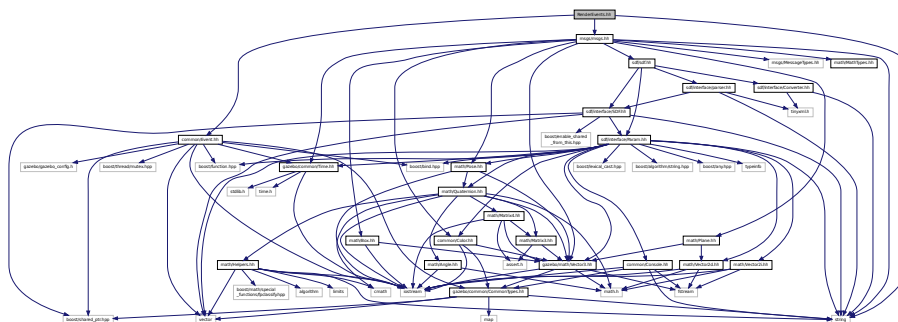 RenderEvents.hh
msgs/msgs.hh
sdf/sdf.hh
msgs/MessageTypes.hh
math/MathTypes.hh
sdf/interface/parser.hh
sdf/interface/Converter.hh
sdf/interface/SDF.hh
tinyxml.h
common/Event.hh
boost/enable_shared
_from_this.hpp
sdf/interface/Param.hh
gazebo/gazebo_config.h
boost/thread/mutex.hpp
boost/function.hpp
gazebo/common/Time.hh
boost/bind.hpp
math/Pose.hh
boost/lexical_cast.hpp
boost/algorithm/string.hpp
boost/any.hpp
typeinfo
stdlib.h
time.h
math/Quaternion.hh
math/Matrix4.hh
math/Box.hh
common/Color.hh
math/Matrix3.hh
math/Plane.hh
math/Helpers.hh
math/Angle.hh
assert.h
gazebo/math/Vector3.hh
common/Console.hh
math/Vector2d.hh
math/Vector2i.hh
boost/math/special
_functions/fpclassify.hpp
algorithm
limits
cmath
iostream
gazebo/common/CommonTypes.hh
math.h
fstream
boost/shared_ptr.hpp
vector
map
string